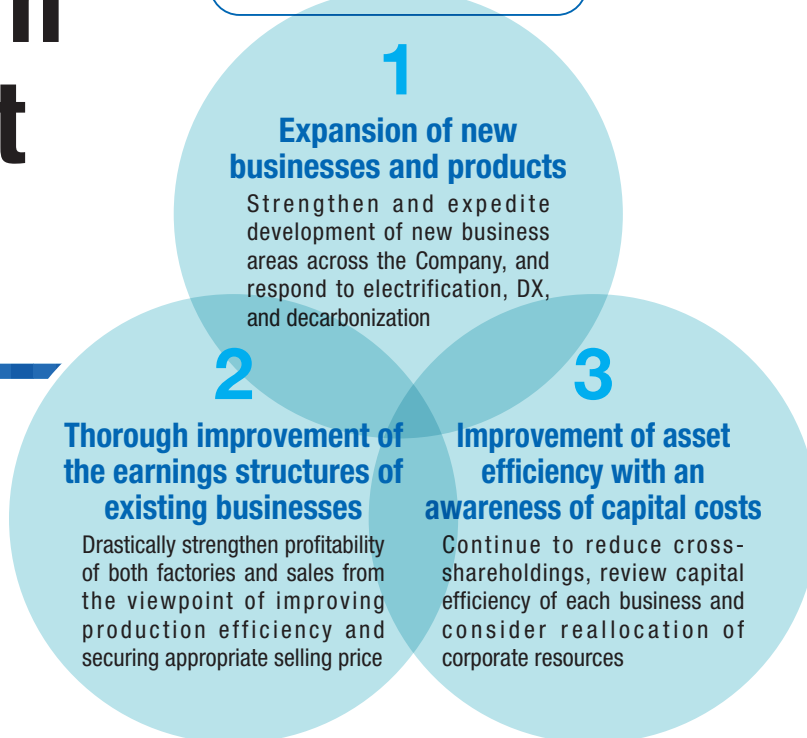 1
Expansion of new
businesses and products
Strengthen and expedite
development of new business
areas across the Company, and
respond to electrification, DX,
and decarbonization
2
Thorough improvement of
the earnings structures of
existing businesses
Drastically strengthen profitability
of both factories and sales from
the viewpoint of improving
production efficiency and
securing appropriate selling price
3
Improvement of asset
efficiency with an
awareness of capital costs
Continue to reduce cross-
shareholdings, review capital
efficiency of each business and
consider reallocation of
corporate resources